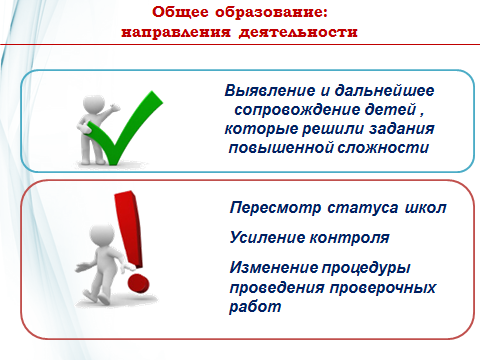 Общее образование:
направления деятельности
Выявление и дальнейшее
сопровождение детей ,
которые решили задания
повышенной сложности
Пересмотр статуса школ
Усиление контроля
Изменение процедуры
проведения проверочных
работ